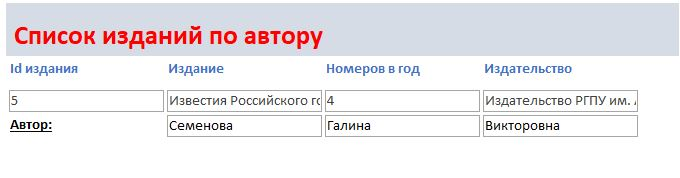 Список изданий по автору
Id издания Издание Номеров в год Издательство
5 Известия Российского 4 Издательство РГПУ им.
Автор: Семенова Галина Викторовна